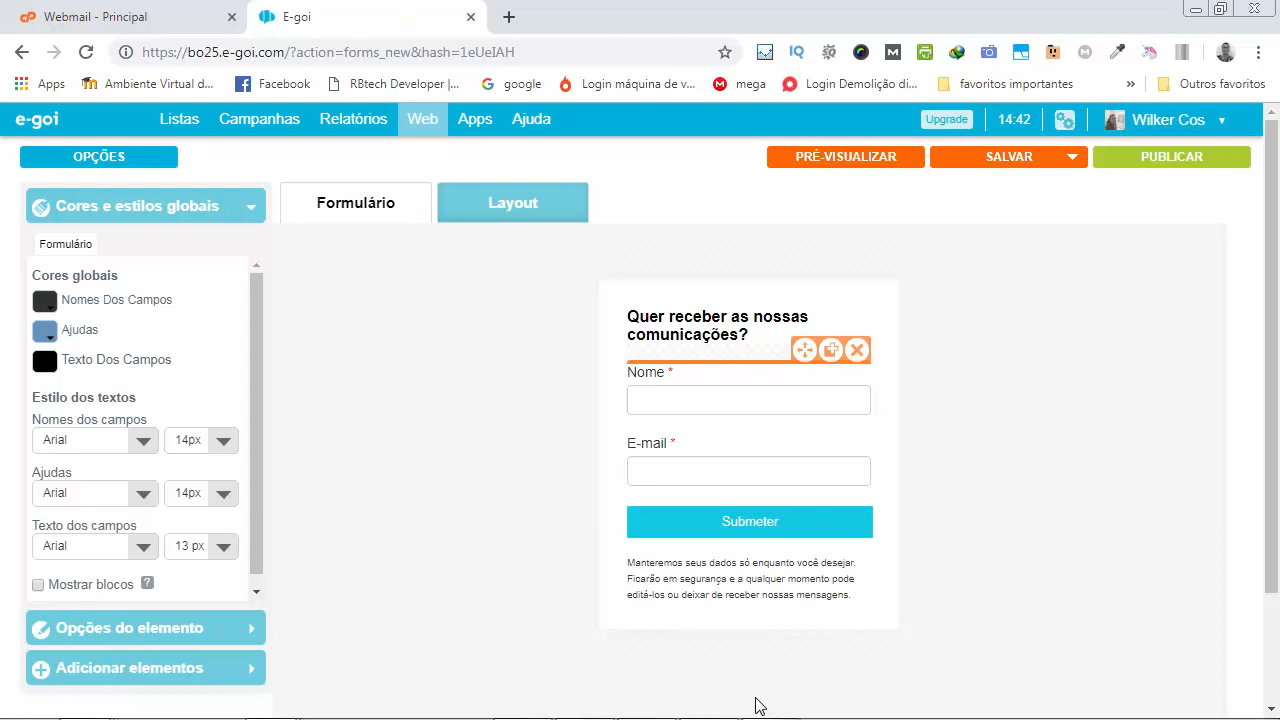 Webmail - Principal
E-goi
https://bo25.e-goi.com/?action=forms_new&hash=1eUeIAH
Apps
Ambiente Virtual d...
Facebook
RBtech Developer |...
google
Login máquina de v...
mega
Login Demolição di...
favoritos importantes
Outros favoritos
e-goi
Listas
Campanhas
Relatórios
Web
Apps
Ajuda
Upgrade
14:42
Wilker Cos
OPÇÕES
PRÉ-VISUALIZAR
SALVAR
PUBLICAR
Cores e estilos globais
Formulário
Layout
Formulário
Cores globais
Nomes Dos Campos
Ajudas
Texto Dos Campos
Estilo dos textos
Nomes dos campos
Arial
14px
Ajudas
Arial
14px
Texto dos campos
Arial
13 px
Mostrar blocos ?
Opções do elemento
Adicionar elementos
Quer receber as nossas
comunicações?
Nome *
E-mail *
Submeter
Manteremos seus dados só enquanto você desejar.
Ficarão em segurança e a qualquer momento pode
editá-los ou deixar de receber nossas mensagens.